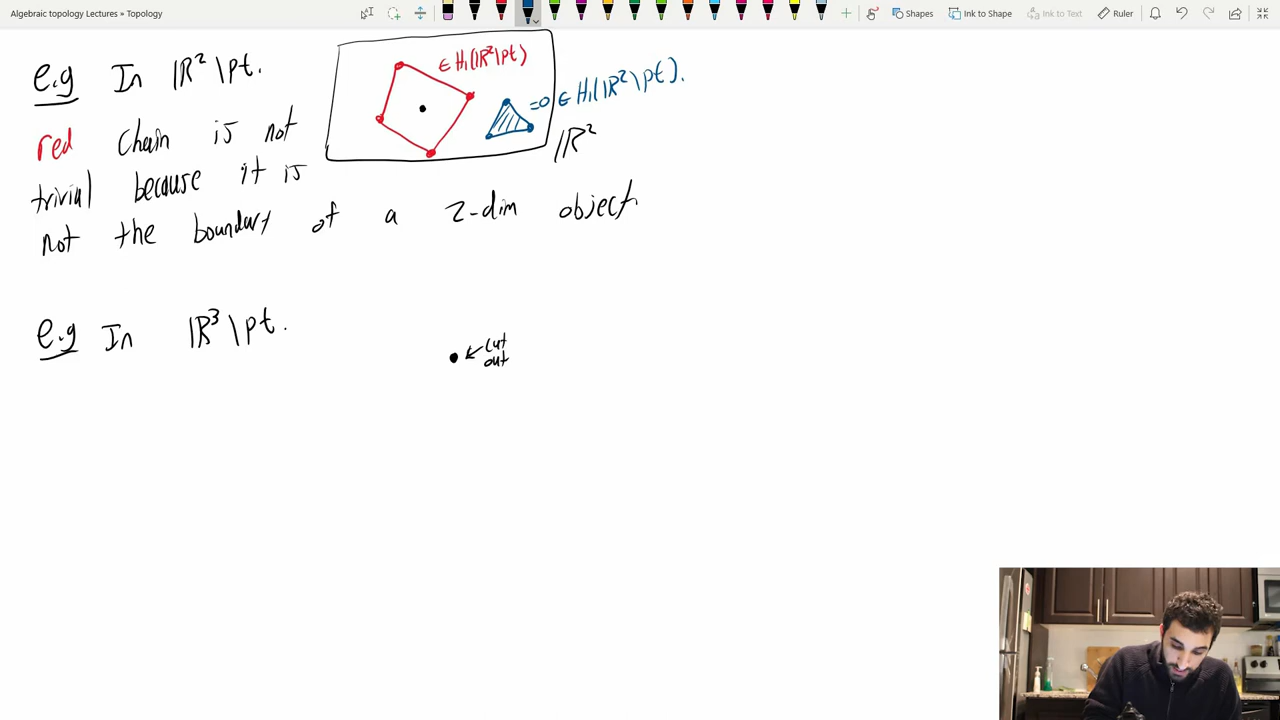 Algebraic topology Lectures » Topology
Shapes
Ink to Shape
Ink to Text
Ruler
e.g In ℝ² \ pt.
∈ H₁(ℝ²\pt)
=0 ∈ H₁(ℝ²\pt).
ℝ²
red chain is not
trivial because it is
not the boundary of a 2-dim object.
e.g In ℝ³ \ pt.
cut
out